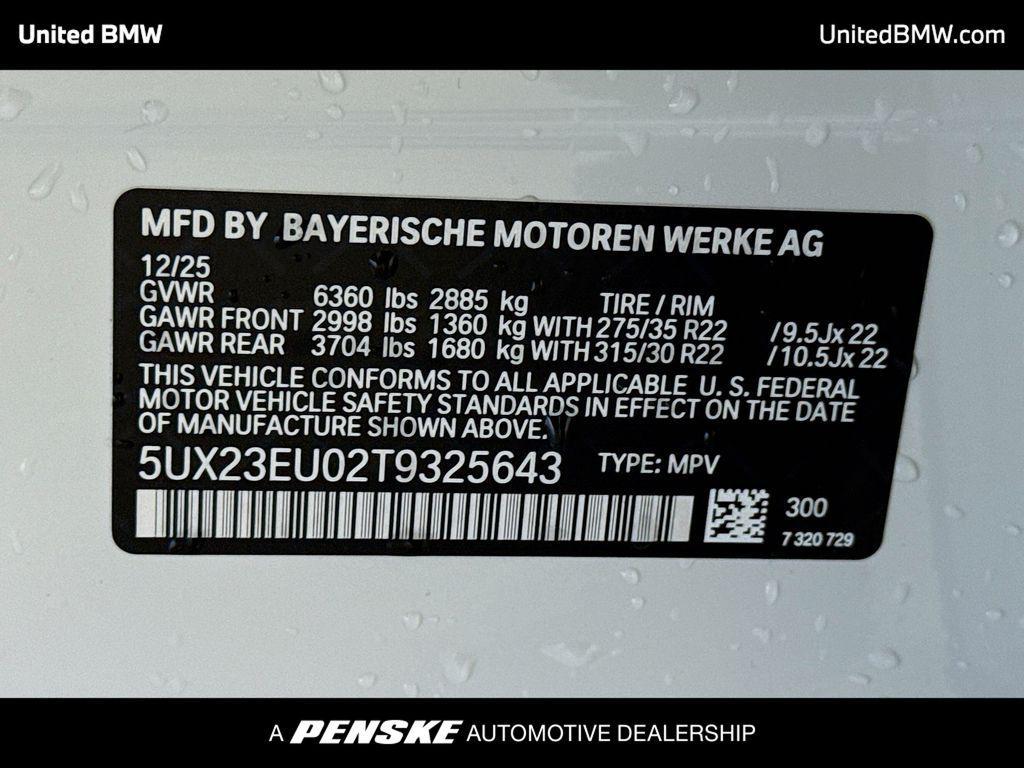 United BMW
UnitedBMW.com
MFD BY BAYERISCHE MOTOREN WERKE AG
12/25
GVWR 6360 lbs 2885 kg TIRE / RIM
GAWR FRONT 2998 lbs 1360 kg WITH 275/35 R22 /9.5Jx 22
GAWR REAR 3704 lbs 1680 kg WITH 315/30 R22 /10.5Jx 22
THIS VEHICLE CONFORMS TO ALL APPLICABLE U. S. FEDERAL
MOTOR VEHICLE SAFETY STANDARDS IN EFFECT ON THE DATE
OF MANUFACTURE SHOWN ABOVE.
5UX23EU02T9325643 TYPE: MPV
300
7 320 729
A PENSKE AUTOMOTIVE DEALERSHIP